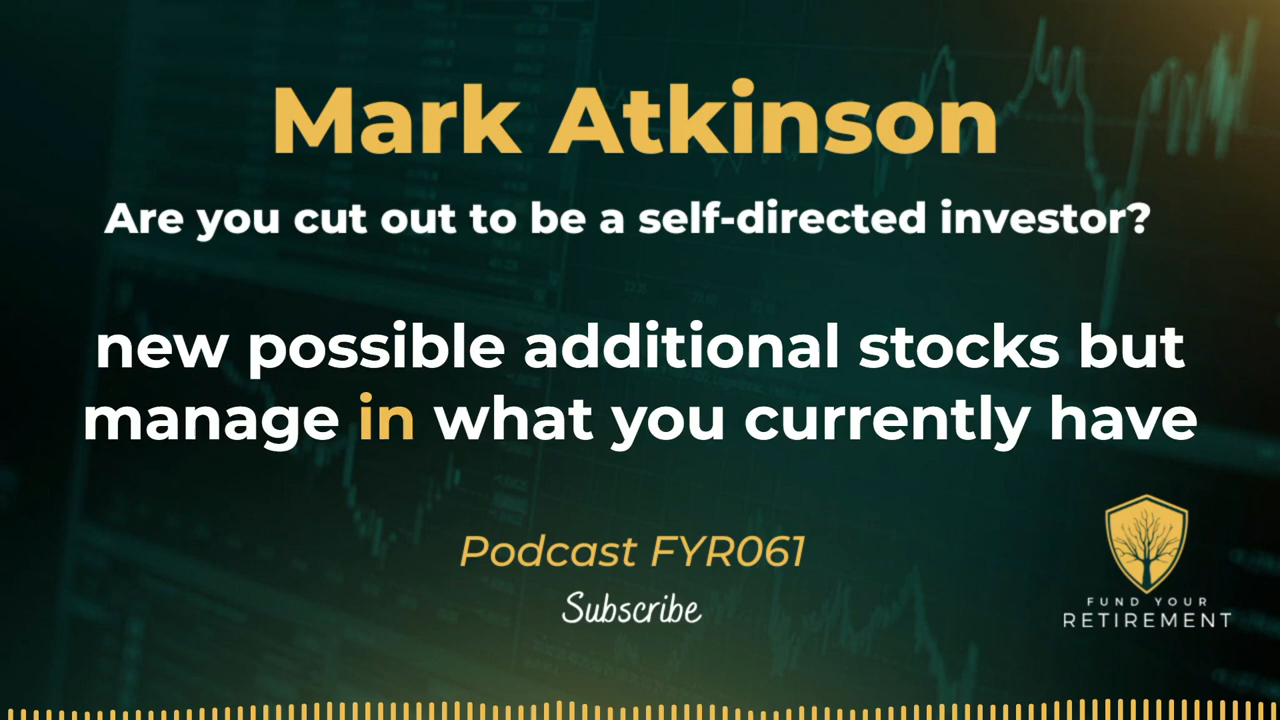 Mark Atkinson
Are you cut out to be a self-directed investor?
new possible additional stocks but
manage in what you currently have
Podcast FYR061
Subscribe
FUND YOUR
RETIREMENT